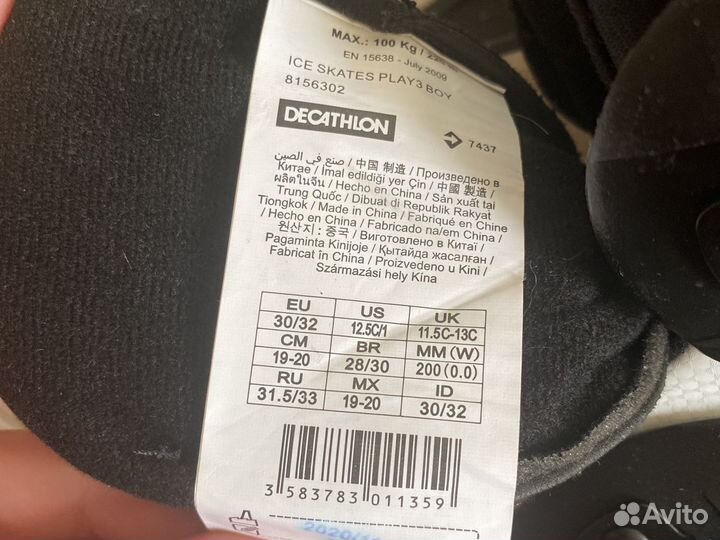 MAX.: 100 Kg /
EN 15638 - July 2009
ICE SKATES PLAY3 BOY
8156302
DECATHLON
7437
صنع في الصين / 中国 制造 / Произведено в
Китае / Imal edildiği yer Çin / 中國 製造 /
ผลิตในจีน / Hecho en China / Sản xuất tại
Trung Quốc / Dibuat di Republik Rakyat
Tiongkok / Made in China / Fabriqué en Chine
/ Hecho en China / Fabricado na/em China /
원산지 : 중국 / Виготовлено в Китаї /
Pagaminta Kinijoje / Қытайда жасалған /
Fabricat în China / Proizvedeno u Kini /
Származási hely Kína
EU US UK
30/32 12.5C/1 11.5C-13C
CM BR MM (W)
19-20 28/30 200 (0.0)
RU MX ID
31.5/33 19-20 30/32
3 583783 011359
Avito